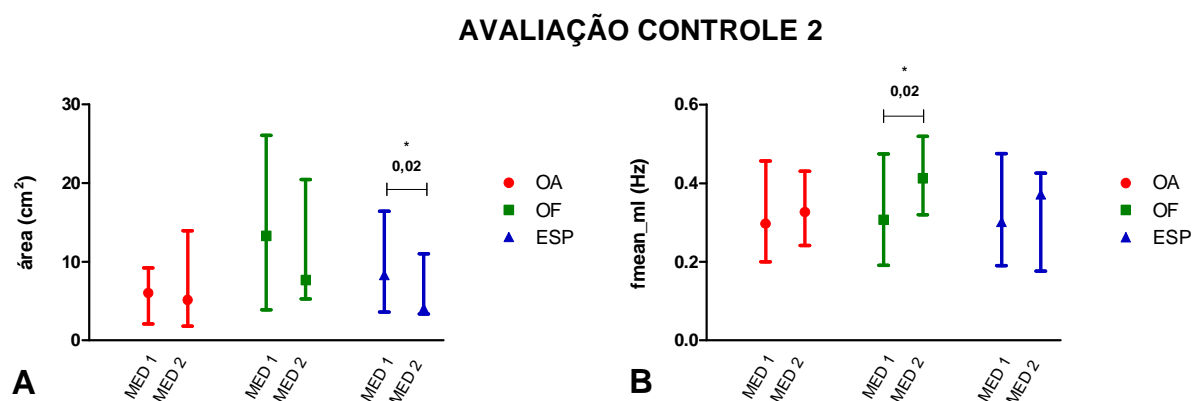 AVALIAÇÃO CONTROLE 2
área (cm²)
30
20
10
0
*
0,02
MED 1
MED 2
MED 1
MED 2
MED 1
MED 2
OA
OF
ESP
A
fmean_ml (Hz)
0.6
0.4
0.2
0.0
*
0,02
MED 1
MED 2
MED 1
MED 2
MED 1
MED 2
OA
OF
ESP
B